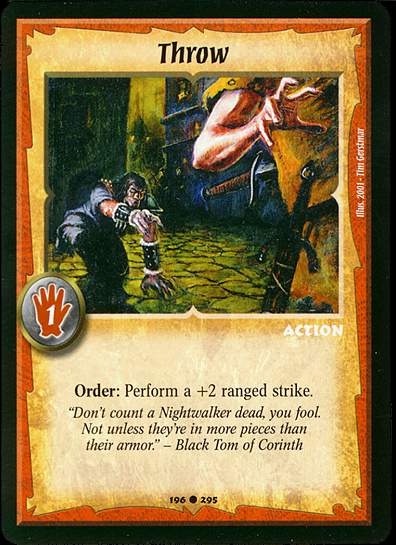 Throw
Illus. 2001 - Tim Gerstmar
1
ACTION
Order: Perform a +2 ranged strike.
“Don’t count a Nightwalker dead, you fool.
Not unless they’re in more pieces than
their armor.” – Black Tom of Corinth
196 ● 295